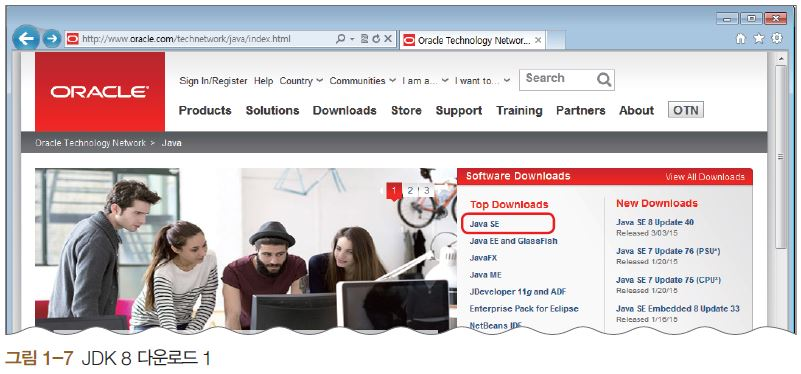 http://www.oracle.com/technetwork/java/index.html
Oracle Technology Networ...
ORACLE
Sign In/Register Help Country Communities I am a... I want to... Search
Products Solutions Downloads Store Support Training Partners About OTN
Oracle Technology Network > Java
1 2 3
Software Downloads View All Downloads
Top Downloads
Java SE
Java EE and GlassFish
JavaFX
Java ME
JDeveloper 11g and ADF
Enterprise Pack for Eclipse
NetBeans IDE
New Downloads
Java SE 8 Update 40
Released 3/03/15
Java SE 7 Update 76 (PSU*)
Released 1/20/15
Java SE 7 Update 75 (CPU*)
Released 1/20/15
Java SE Embedded 8 Update 33
Released 1/16/15
그림 1-7 JDK 8 다운로드 1